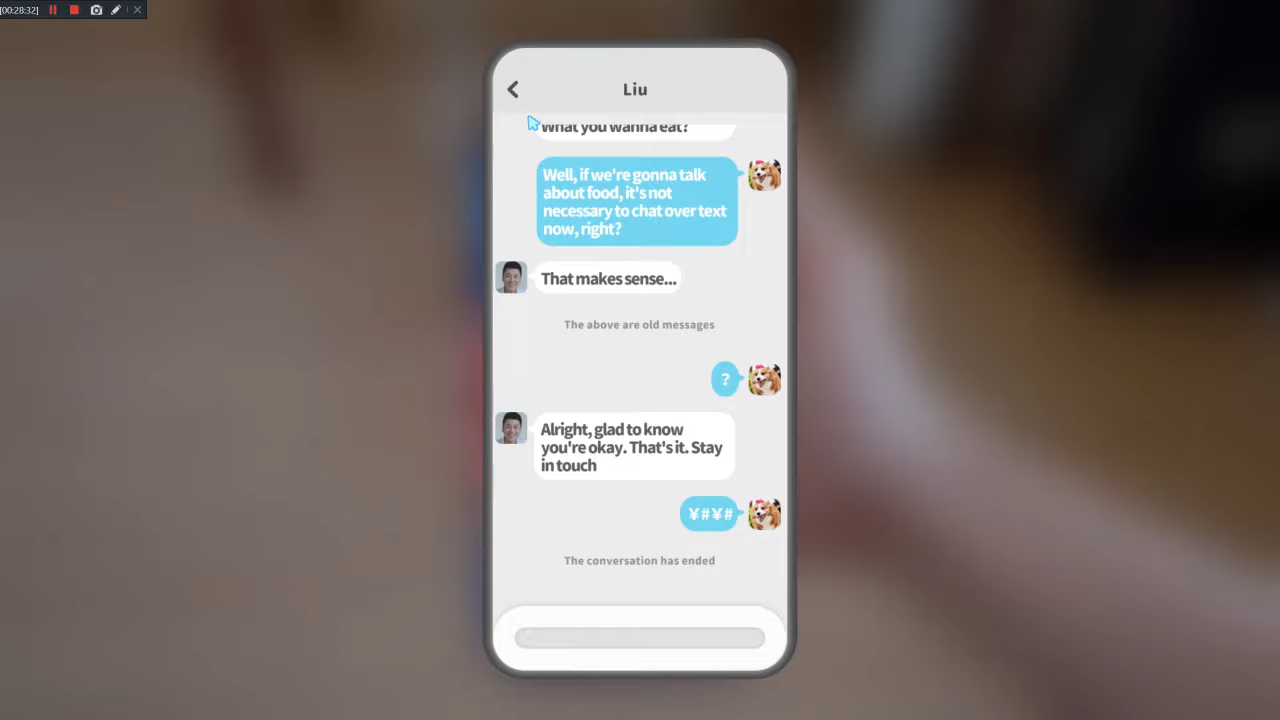 [00:28:32]
Liu
What you wanna eat?
Well, if we're gonna talk
about food, it's not
necessary to chat over text
now, right?
That makes sense...
The above are old messages
?
Alright, glad to know
you're okay. That's it. Stay
in touch
¥#¥#
The conversation has ended